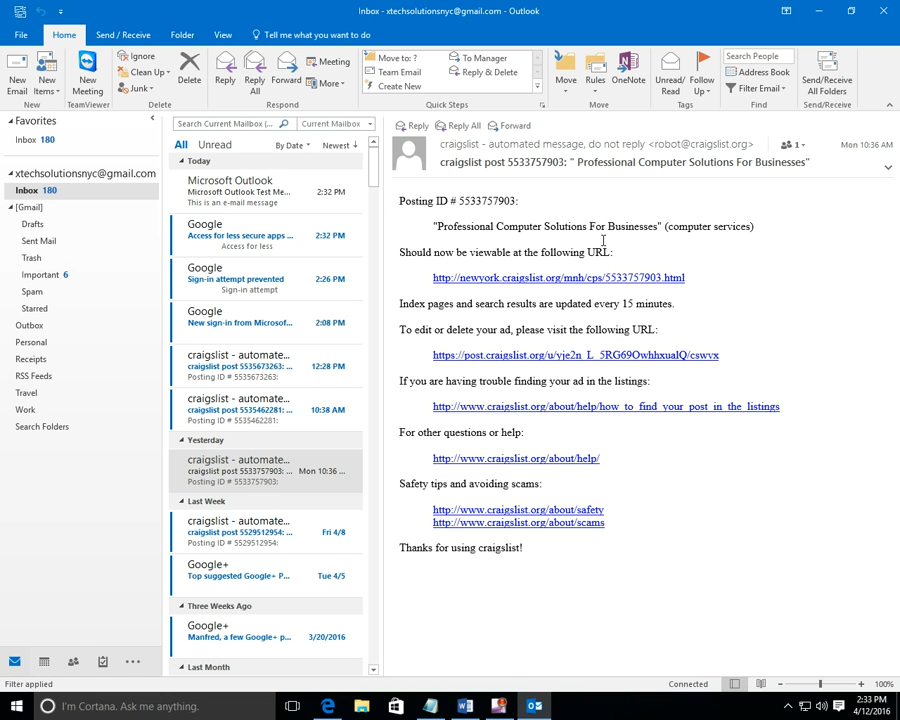 Inbox - xtechsolutionsnyc@gmail.com - Outlook
File Home Send / Receive Folder View Tell me what you want to do
New Email
New Items
New
New Meeting
TeamViewer
Ignore
Clean Up
Junk
Delete
Delete
Reply
Reply All
Forward
Meeting
More
Respond
Move to: ?
Team Email
Create New
To Manager
Reply & Delete
Quick Steps
Move
Rules
OneNote
Move
Unread/ Read
Follow Up
Tags
Search People
Address Book
Filter Email
Find
Send/Receive All Folders
Send/Receive
Favorites
Inbox 180
xtechsolutionsnyc@gmail.com
Inbox 180
[Gmail]
Drafts
Sent Mail
Trash
Important 6
Spam
Starred
Outbox
Personal
Receipts
RSS Feeds
Travel
Work
Search Folders
Search Current Mailbox (... Current Mailbox
All Unread By Date Newest
Today
Microsoft Outlook
Microsoft Outlook Test Me... 2:32 PM
This is an e-mail message
Google
Access for less secure apps ... 2:32 PM
Access for less
Google
Sign-in attempt prevented 2:26 PM
Sign-in attempt
Google
New sign-in from Microsof... 2:08 PM
craigslist - automate...
craigslist post 5535673263: ... 12:28 PM
Posting ID # 5535673263:
craigslist - automate...
craigslist post 5535462281: ... 10:38 AM
Posting ID # 5535462281:
Yesterday
craigslist - automate...
craigslist post 5533757903: ... Mon 10:36 ...
Posting ID # 5533757903:
Last Week
craigslist - automate...
craigslist post 5529512954: ... Fri 4/8
Posting ID # 5529512954:
Google+
Top suggested Google+ P... Tue 4/5
Three Weeks Ago
Google+
Manfred, a few Google+ p... 3/20/2016
Last Month
Reply Reply All Forward
craigslist - automated message, do not reply <robot@craigslist.org> 1 Mon 10:36 AM
craigslist post 5533757903: " Professional Computer Solutions For Businesses"
Posting ID # 5533757903:
"Professional Computer Solutions For Businesses" (computer services)
Should now be viewable at the following URL:
http://newyork.craigslist.org/mnh/cps/5533757903.html
Index pages and search results are updated every 15 minutes.
To edit or delete your ad, please visit the following URL:
https://post.craigslist.org/u/yje2n_L_5RG69OwhhxualQ/cswvx
If you are having trouble finding your ad in the listings:
http://www.craigslist.org/about/help/how_to_find_your_post_in_the_listings
For other questions or help:
http://www.craigslist.org/about/help/
Safety tips and avoiding scams:
http://www.craigslist.org/about/safety
http://www.craigslist.org/about/scams
Thanks for using craigslist!
Filter applied Connected 100%
I'm Cortana. Ask me anything.
2:33 PM
4/12/2016